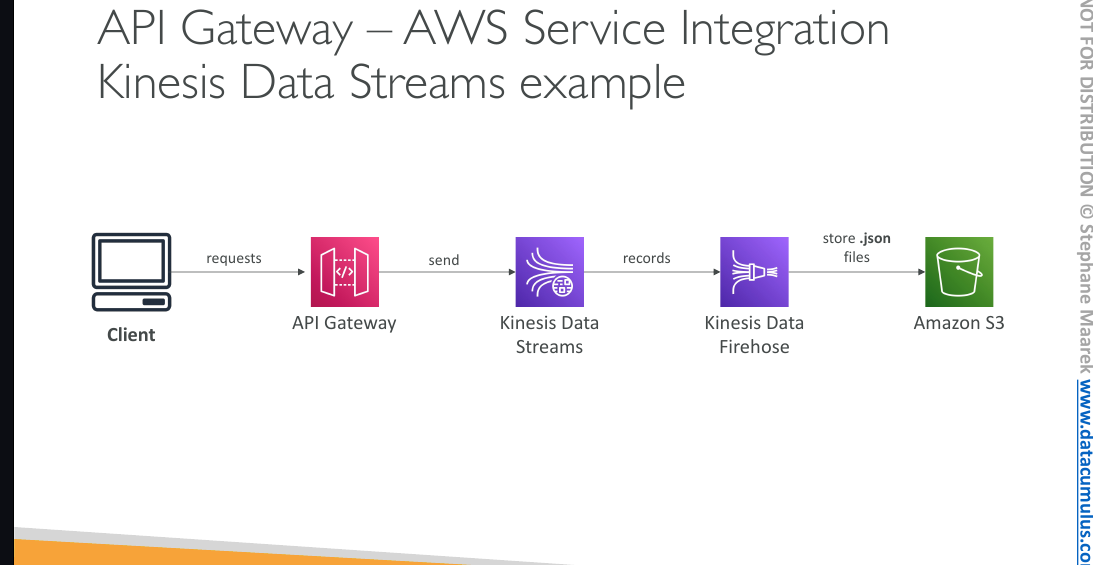 API Gateway – AWS Service Integration
Kinesis Data Streams example
requests
send
records
store .json
files
Client
API Gateway
Kinesis Data
Streams
Kinesis Data
Firehose
Amazon S3
NOT FOR DISTRIBUTION © Stephane Maarek www.datacumulus.co